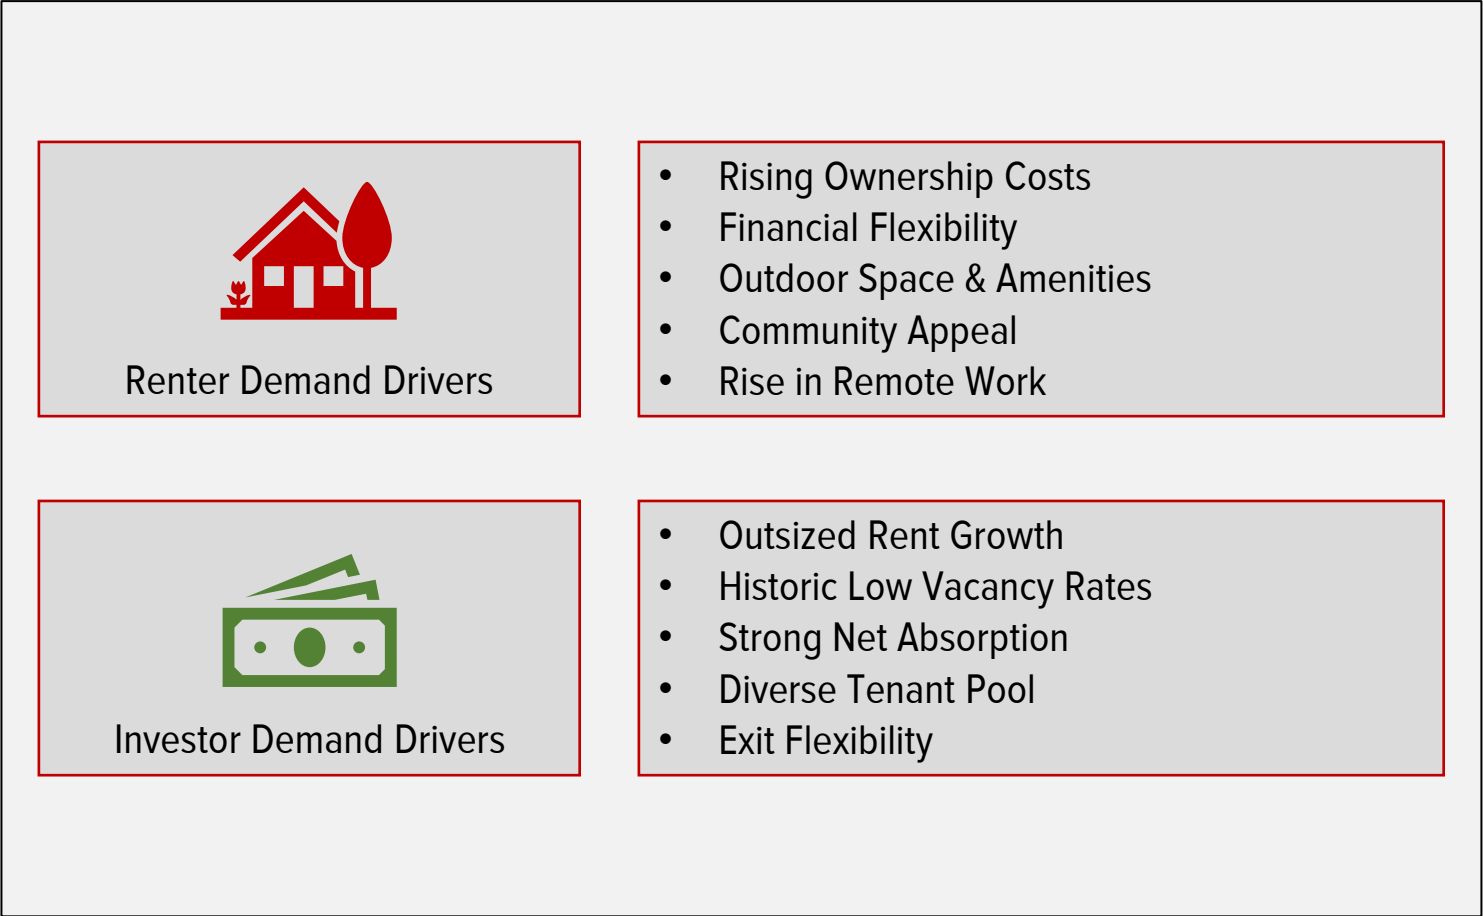 Renter Demand Drivers
• Rising Ownership Costs
• Financial Flexibility
• Outdoor Space & Amenities
• Community Appeal
• Rise in Remote Work
Investor Demand Drivers
• Outsized Rent Growth
• Historic Low Vacancy Rates
• Strong Net Absorption
• Diverse Tenant Pool
• Exit Flexibility